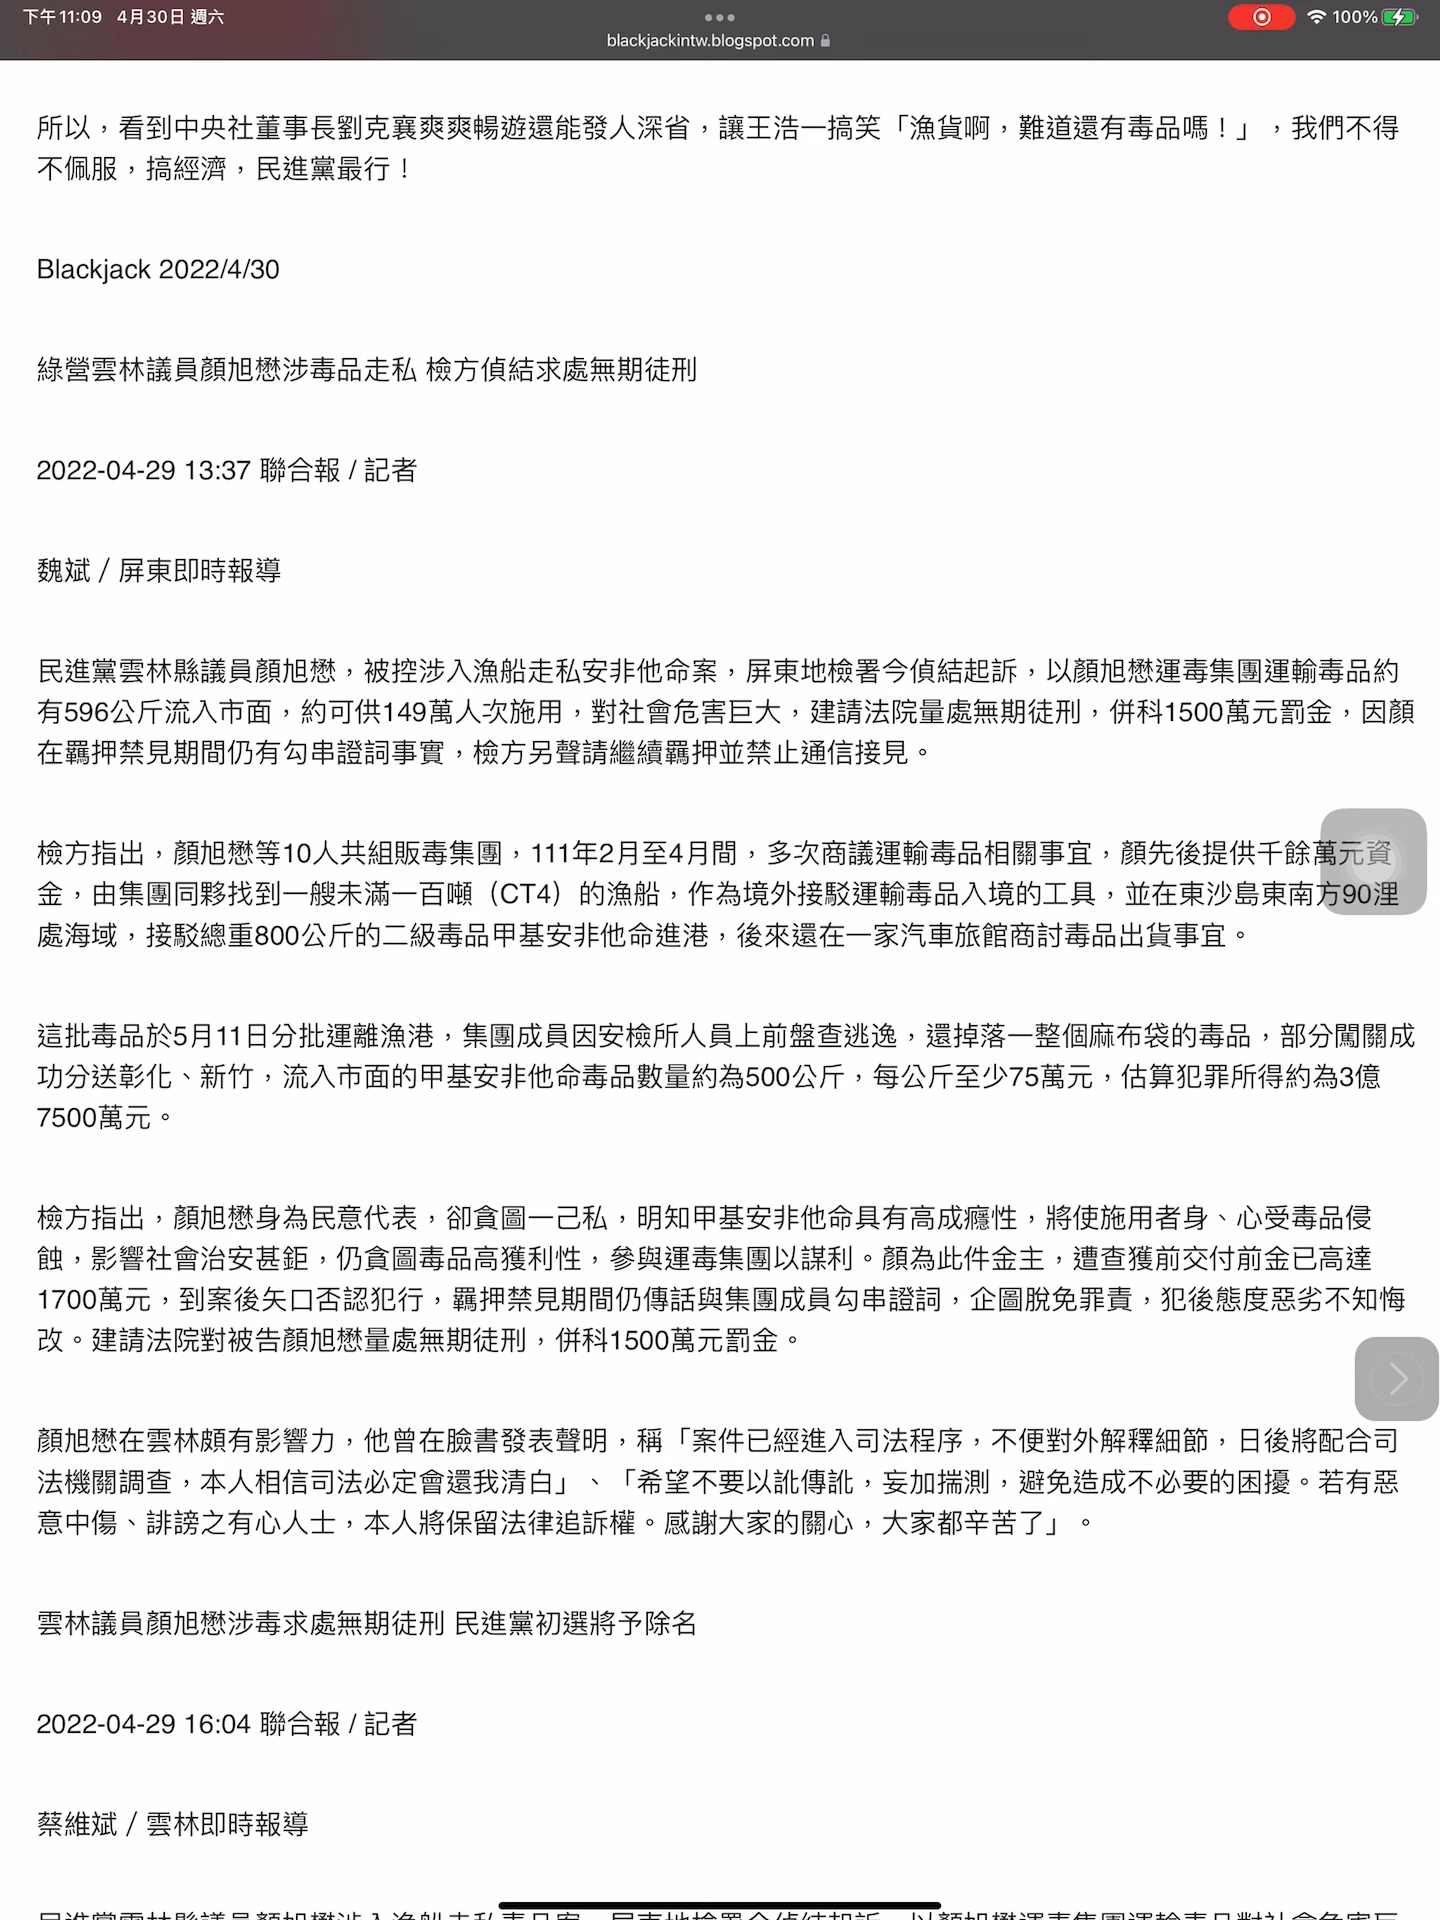 下午11:09 4月30日 週六
100%
blackjackintw.blogspot.com
所以，看到中央社董事長劉克襄爽爽暢遊還能發人深省，讓王浩一搞笑「漁貨啊，難道還有毒品嗎！」，我們不得
不佩服，搞經濟，民進黨最行！
Blackjack 2022/4/30
綠營雲林議員顏旭懋涉毒品走私 檢方偵結求處無期徒刑
2022-04-29 13:37 聯合報 / 記者
魏斌 / 屏東即時報導
民進黨雲林縣議員顏旭懋，被控涉入漁船走私安非他命案，屏東地檢署今偵結起訴，以顏旭懋運毒集團運輸毒品約
有596公斤流入市面，約可供149萬人次施用，對社會危害巨大，建請法院量處無期徒刑，併科1500萬元罰金，因顏
在羈押禁見期間仍有勾串證詞事實，檢方另聲請繼續羈押並禁止通信接見。
檢方指出，顏旭懋等10人共組販毒集團，111年2月至4月間，多次商議運輸毒品相關事宜，顏先後提供千餘萬元資
金，由集團同夥找到一艘未滿一百噸（CT4）的漁船，作為境外接駁運輸毒品入境的工具，並在東沙島東南方90浬
處海域，接駁總重800公斤的二級毒品甲基安非他命進港，後來還在一家汽車旅館商討毒品出貨事宜。
這批毒品於5月11日分批運離漁港，集團成員因安檢所人員上前盤查逃逸，還掉落一整個麻布袋的毒品，部分闖關成
功分送彰化、新竹，流入市面的甲基安非他命毒品數量約為500公斤，每公斤至少75萬元，估算犯罪所得約為3億
7500萬元。
檢方指出，顏旭懋身為民意代表，卻貪圖一己私，明知甲基安非他命具有高成癮性，將使施用者身、心受毒品侵
蝕，影響社會治安甚鉅，仍貪圖毒品高獲利性，參與運毒集團以謀利。顏為此件金主，遭查獲前交付前金已高達
1700萬元，到案後矢口否認犯行，羈押禁見期間仍傳話與集團成員勾串證詞，企圖脫免罪責，犯後態度惡劣不知悔
改。建請法院對被告顏旭懋量處無期徒刑，併科1500萬元罰金。
顏旭懋在雲林頗有影響力，他曾在臉書發表聲明，稱「案件已經進入司法程序，不便對外解釋細節，日後將配合司
法機關調查，本人相信司法必定會還我清白」、「希望不要以訛傳訛，妄加揣測，避免造成不必要的困擾。若有惡
意中傷、誹謗之有心人士，本人將保留法律追訴權。感謝大家的關心，大家都辛苦了」。
雲林議員顏旭懋涉毒求處無期徒刑 民進黨初選將予除名
2022-04-29 16:04 聯合報 / 記者
蔡維斌 / 雲林即時報導